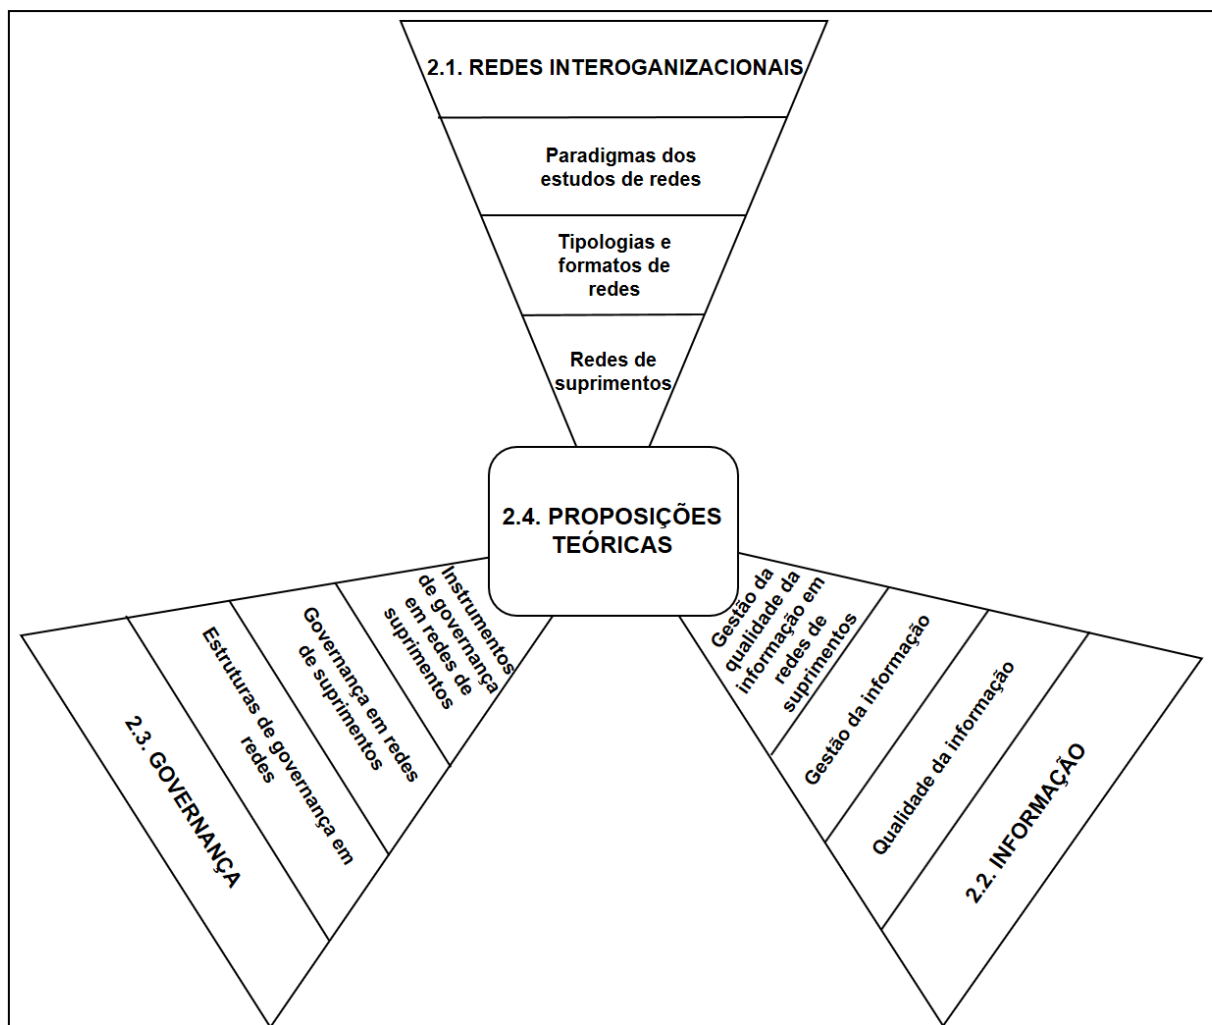 2.1. REDES INTEROGANIZACIONAIS
Paradigmas dos
estudos de redes
Tipologias e
formatos de
redes
Redes de
suprimentos
2.4. PROPOSIÇÕES
TEÓRICAS
Instrumentos
de governança
em redes de
suprimentos
Governança em redes
de suprimentos
Estruturas de governança em
redes
2.3. GOVERNANÇA
Gestão da
qualidade da
informação em
redes de
suprimentos
Gestão da informação
Qualidade da informação
2.2. INFORMAÇÃO